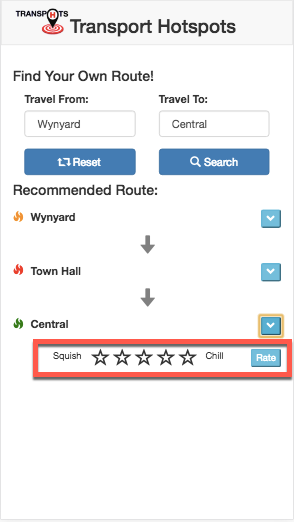 TRANSPHOTS
Transport Hotspots
Find Your Own Route!
Travel From: Travel To:
Wynyard Central
Reset Search
Recommended Route:
Wynyard
Town Hall
Central
Squish Chill Rate